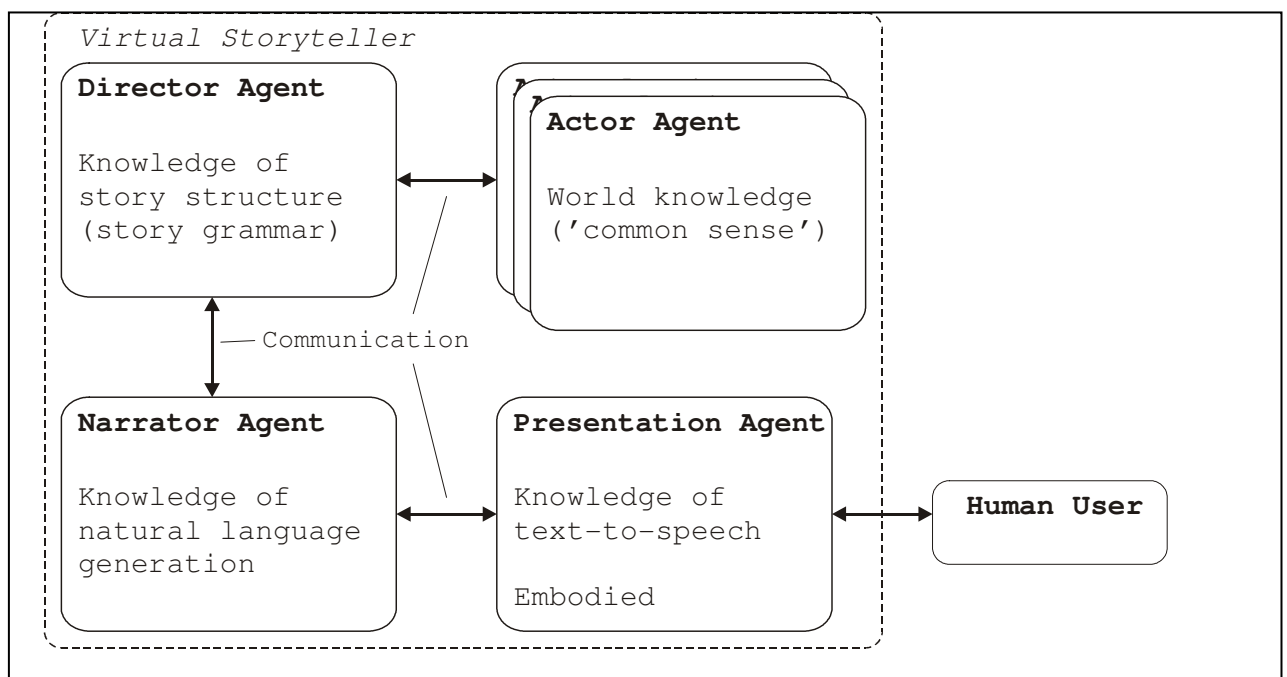 Virtual Storyteller
Director Agent
Knowledge of
story structure
(story grammar)
Actor Agent
World knowledge
('common sense')
Communication
Narrator Agent
Knowledge of
natural language
generation
Presentation Agent
Knowledge of
text-to-speech
Embodied
Human User